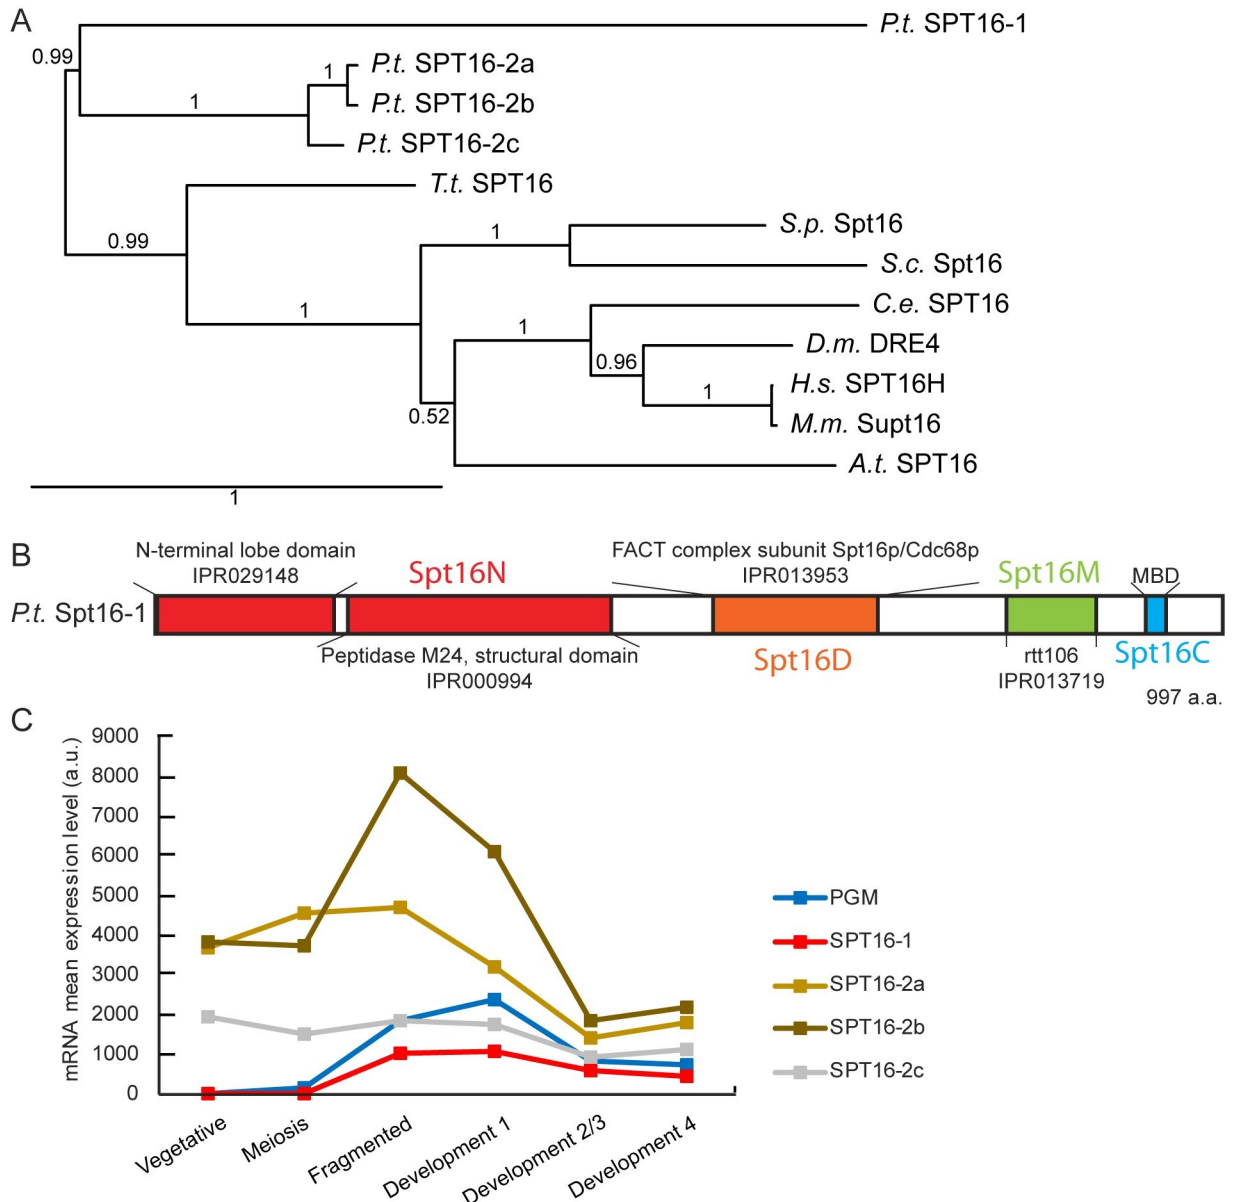 A
P.t. SPT16-1
0.99
P.t. SPT16-2a
1
P.t. SPT16-2b
1
P.t. SPT16-2c
T.t. SPT16
S.p. Spt16
1
0.99
S.c. Spt16
C.e. SPT16
1
1
D.m. DRE4
0.96
H.s. SPT16H
1
0.52
M.m. Supt16
A.t. SPT16
1
B
N-terminal lobe domain
IPR029148
Spt16N
FACT complex subunit Spt16p/Cdc68p
IPR013953
Spt16M
MBD
P.t. Spt16-1
Peptidase M24, structural domain
IPR000994
Spt16D
rtt106
IPR013719
Spt16C
997 a.a.
C
mRNA mean expression level (a.u.)
9000
8000
7000
6000
5000
4000
3000
2000
1000
0
Vegetative
Meiosis
Fragmented
Development 1
Development 2/3
Development 4
PGM
SPT16-1
SPT16-2a
SPT16-2b
SPT16-2c